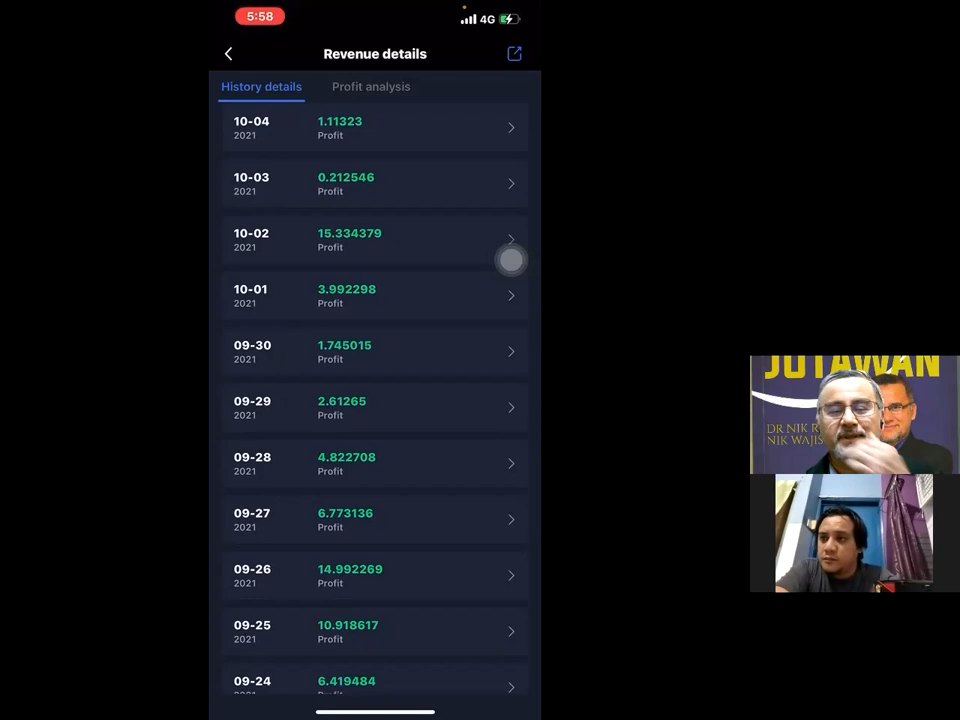 5:58
4G
Revenue details
History details
Profit analysis
10-04
1.11323
2021
Profit
10-03
0.212546
2021
Profit
10-02
15.334379
2021
Profit
10-01
3.992298
2021
Profit
09-30
1.745015
2021
Profit
09-29
2.61265
2021
Profit
09-28
4.822708
2021
Profit
09-27
6.773136
2021
Profit
09-26
14.992269
2021
Profit
09-25
10.918617
2021
Profit
09-24
6.419484
JUTAWAN
DR NIK R
NIK WAJIS